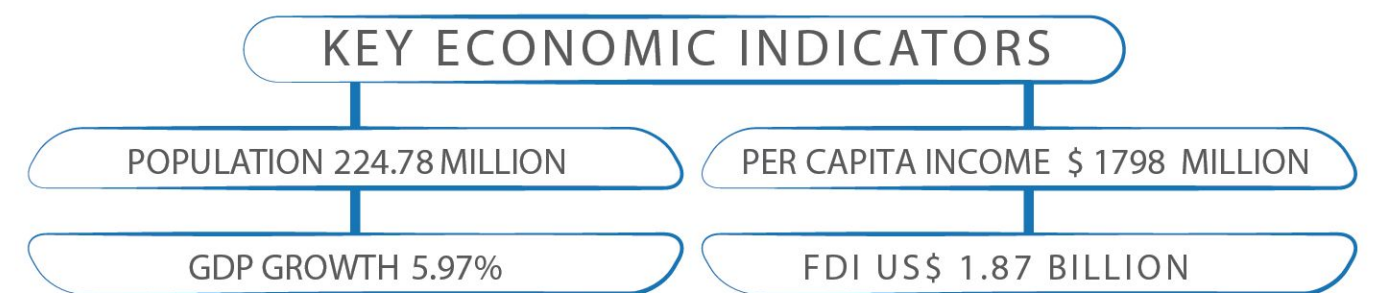 KEY ECONOMIC INDICATORS
POPULATION 224.78 MILLION
PER CAPITA INCOME $ 1798 MILLION
GDP GROWTH 5.97%
FDI US$ 1.87 BILLION